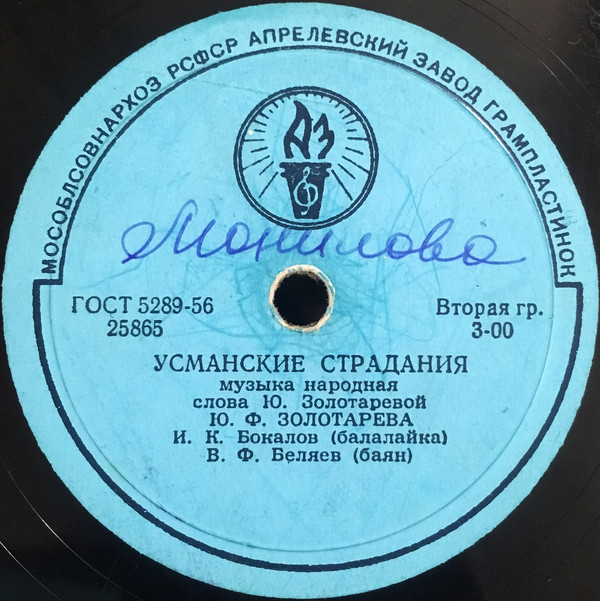 МОСОБЛСОВНАРХОЗ РСФСР АПРЕЛЕВСКИЙ ЗАВОД ГРАМПЛАСТИНОК
АЗ
Монилова
ГОСТ 5289-56
25865
Вторая гр.
3-00
УСМАНСКИЕ СТРАДАНИЯ
музыка народная
слова Ю. Золотаревой
Ю. Ф. ЗОЛОТАРЕВА
И. К. Бокалов (балалайка)
В. Ф. Беляев (баян)